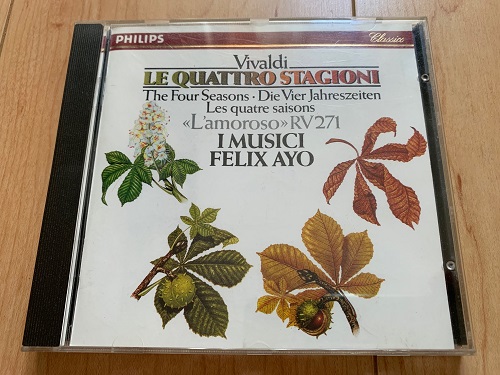 PHILIPS
Classics
Vivaldi
LE QUATTRO STAGIONI
The Four Seasons · Die Vier Jahreszeiten
Les quatre saisons
«L'amoroso» RV 271
I MUSICI
FELIX AYO